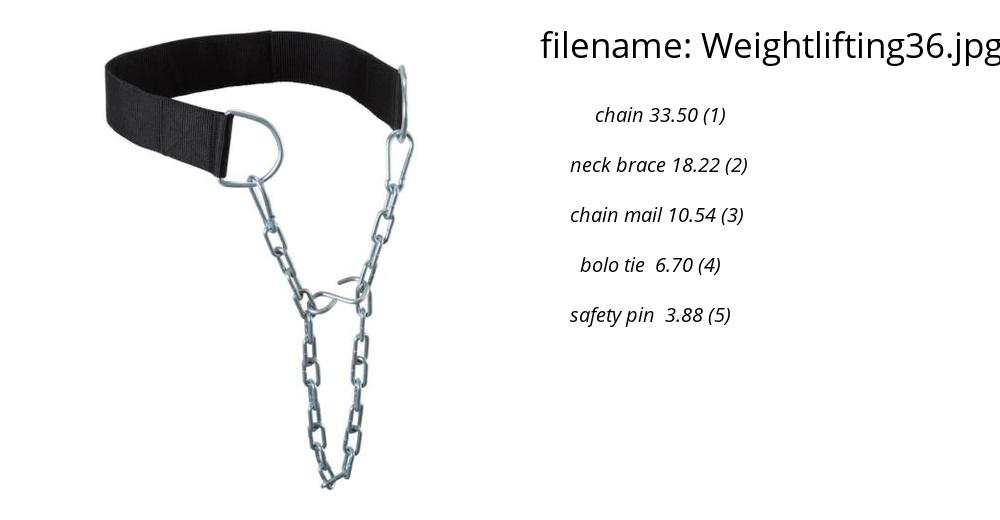 filename: Weightlifting36.jpg
chain 33.50 (1)
neck brace 18.22 (2)
chain mail 10.54 (3)
bolo tie 6.70 (4)
safety pin 3.88 (5)